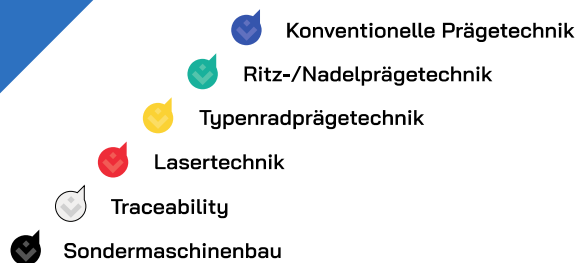 Konventionelle Prägetechnik
Ritz-/Nadelprägetechnik
Typenradprägetechnik
Lasertechnik
Traceability
Sondermaschinenbau